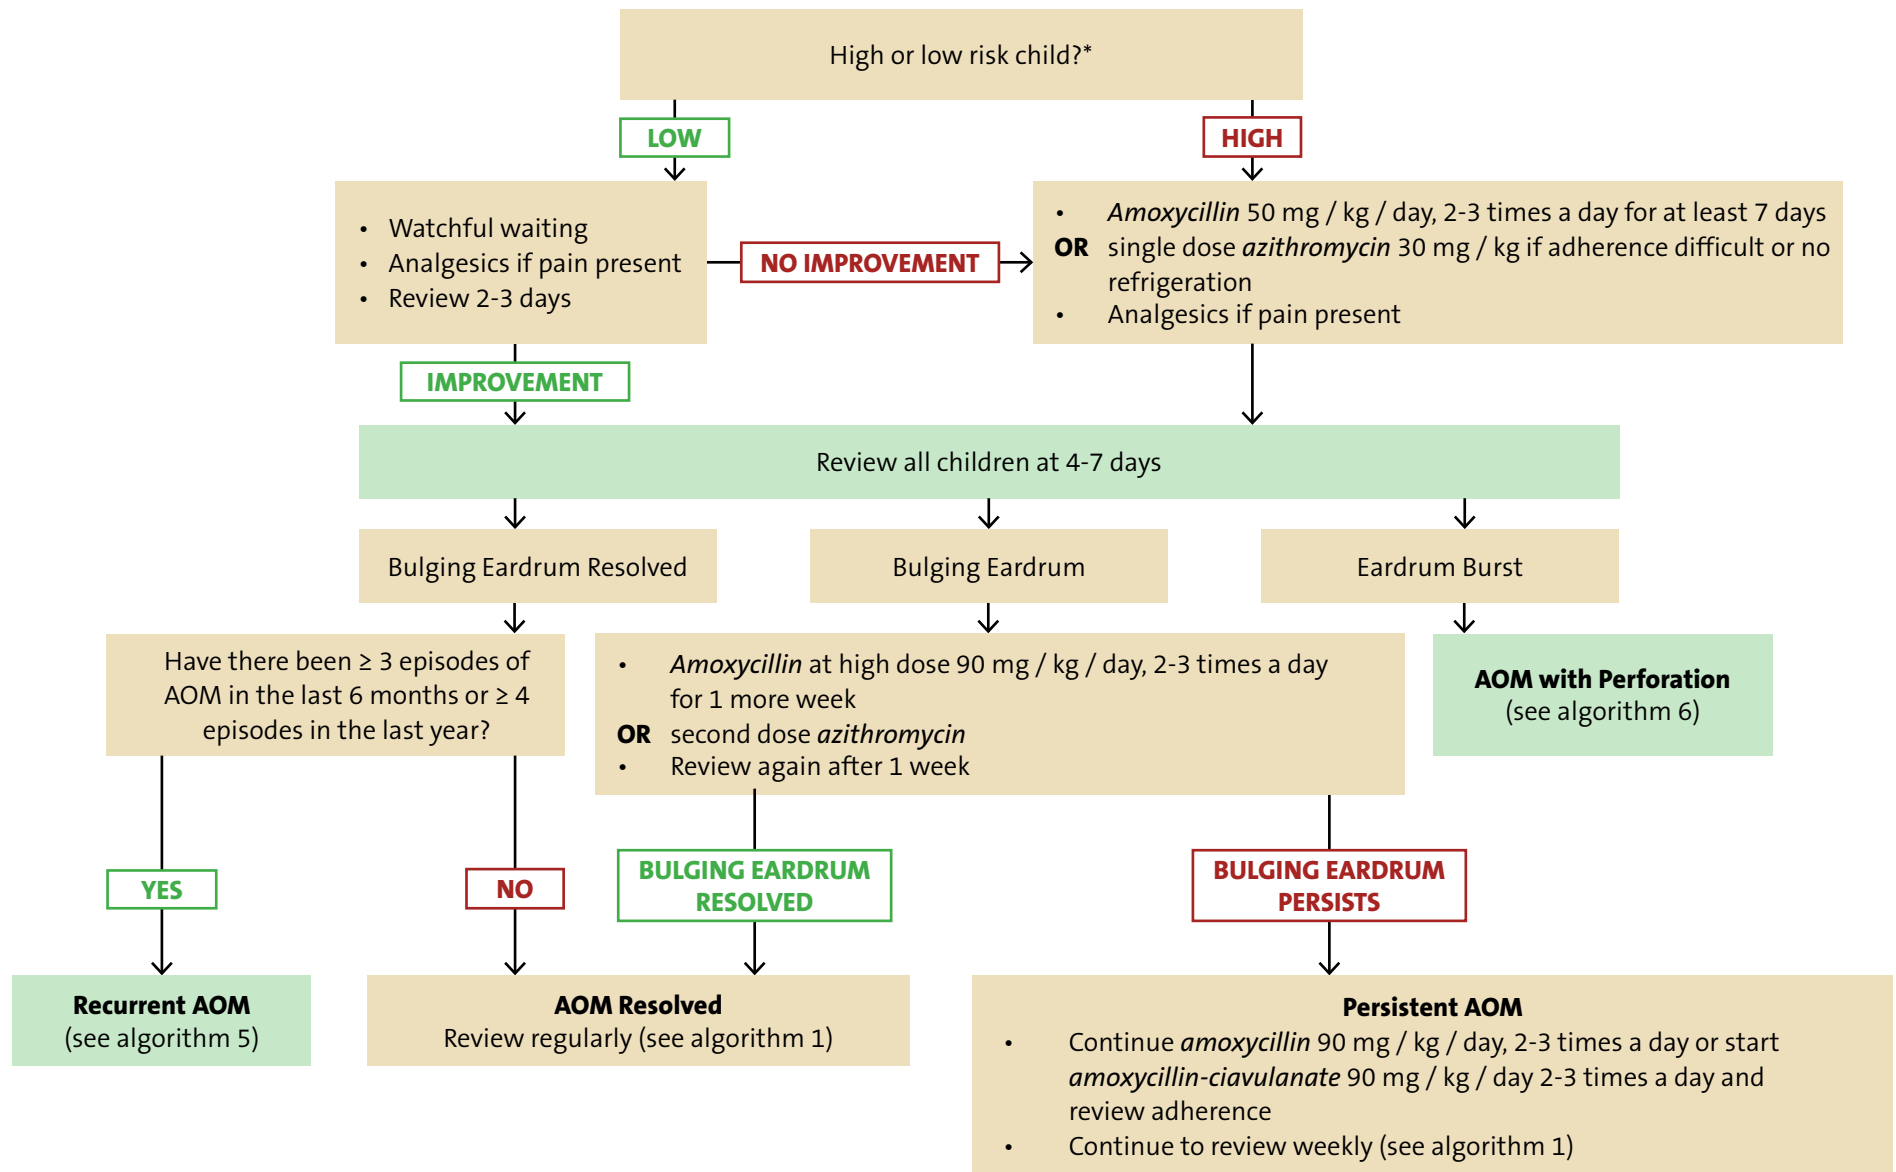 High or low risk child?*
LOW
HIGH
• Watchful waiting
• Analgesics if pain present
• Review 2-3 days
NO IMPROVEMENT
• Amoxycillin 50 mg / kg / day, 2-3 times a day for at least 7 days
OR single dose azithromycin 30 mg / kg if adherence difficult or no
refrigeration
• Analgesics if pain present
IMPROVEMENT
Review all children at 4-7 days
Bulging Eardrum Resolved
Bulging Eardrum
Eardrum Burst
Have there been ≥ 3 episodes of
AOM in the last 6 months or ≥ 4
episodes in the last year?
• Amoxycillin at high dose 90 mg / kg / day, 2-3 times a day
for 1 more week
OR second dose azithromycin
• Review again after 1 week
AOM with Perforation
(see algorithm 6)
YES
NO
BULGING EARDRUM
RESOLVED
BULGING EARDRUM
PERSISTS
Recurrent AOM
(see algorithm 5)
AOM Resolved
Review regularly (see algorithm 1)
Persistent AOM
• Continue amoxycillin 90 mg / kg / day, 2-3 times a day or start
amoxycillin-ciavulanate 90 mg / kg / day 2-3 times a day and
review adherence
• Continue to review weekly (see algorithm 1)